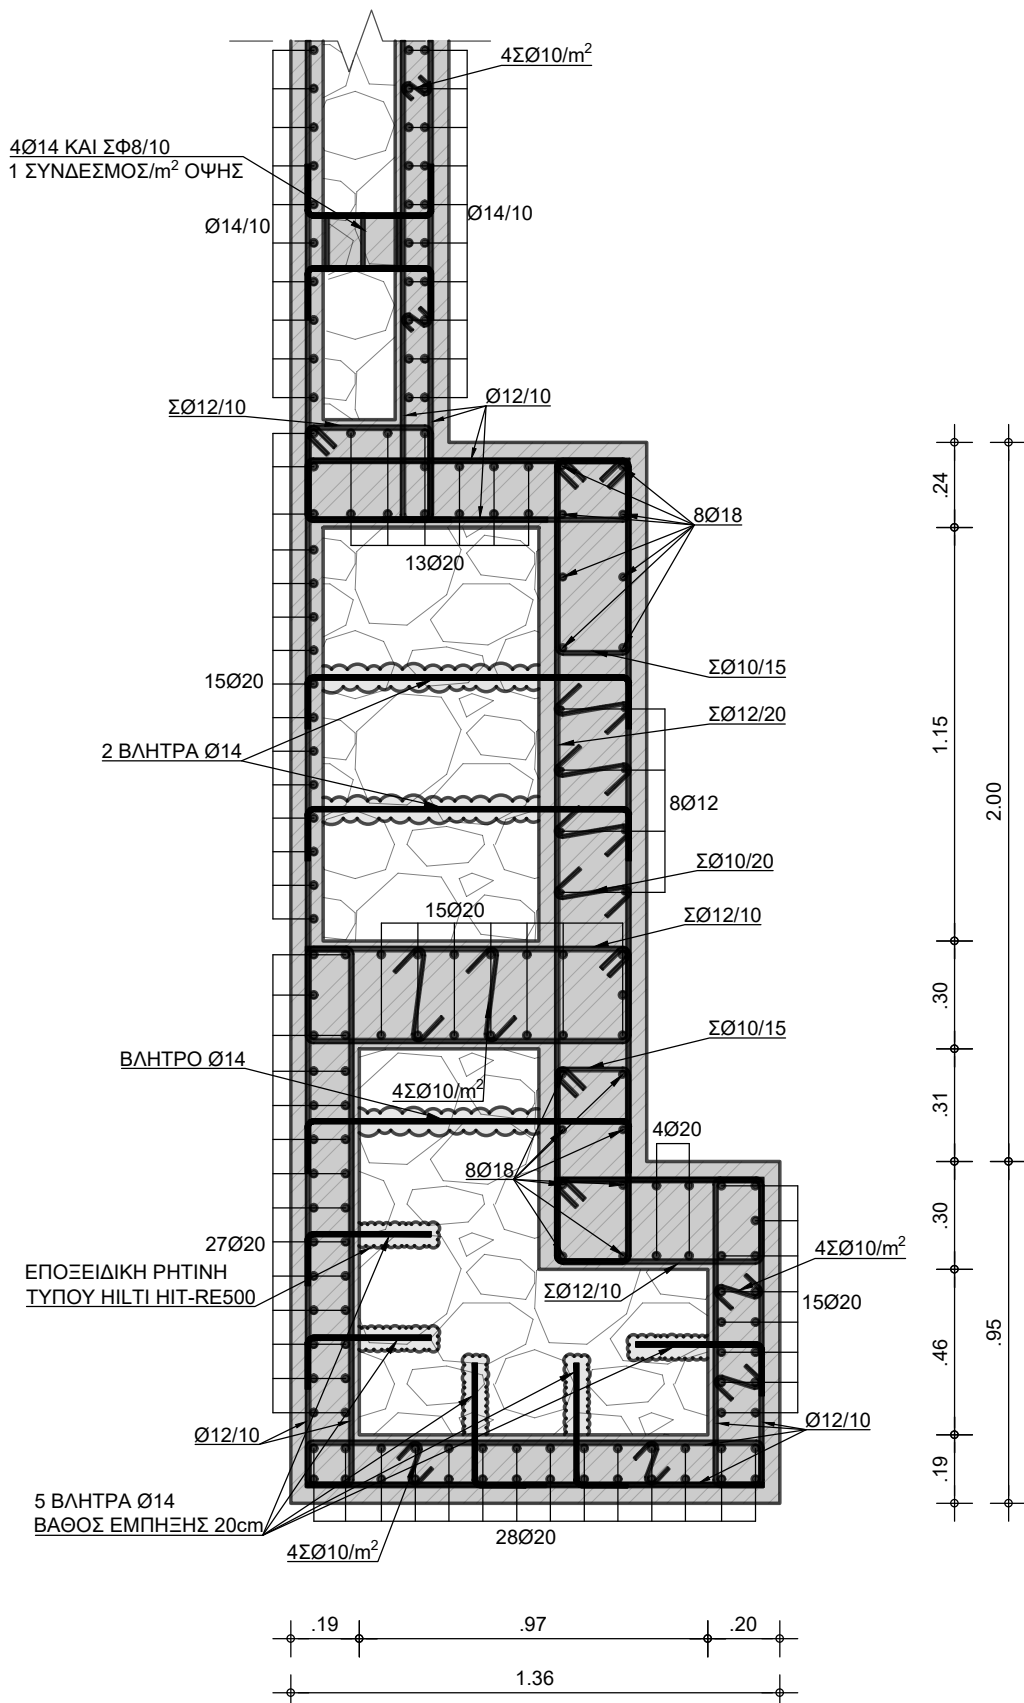 4ΣØ10/m²
4Ø14 ΚΑΙ ΣΦ8/10
1 ΣΥΝΔΕΣΜΟΣ/m² ΟΨΗΣ
Ø14/10
Ø14/10
ΣØ12/10
Ø12/10
.24
8Ø18
13Ø20
15Ø20
ΣØ10/15
ΣØ12/20
1.15
2 ΒΛΗΤΡΑ Ø14
8Ø12
2.00
ΣØ10/20
15Ø20
ΣØ12/10
.30
ΣØ10/15
ΒΛΗΤΡΟ Ø14
4ΣØ10/m²
.31
4Ø20
8Ø18
.30
27Ø20
4ΣØ10/m²
ΕΠΟΞΕΙΔΙΚΗ ΡΗΤΙΝΗ
ΤΥΠΟΥ HILTI HIT-RE500
ΣØ12/10
15Ø20
.46
.95
Ø12/10
Ø12/10
.19
5 ΒΛΗΤΡΑ Ø14
ΒΑΘΟΣ ΕΜΠΗΞΗΣ 20cm
28Ø20
4ΣØ10/m²
.19
.97
.20
1.36